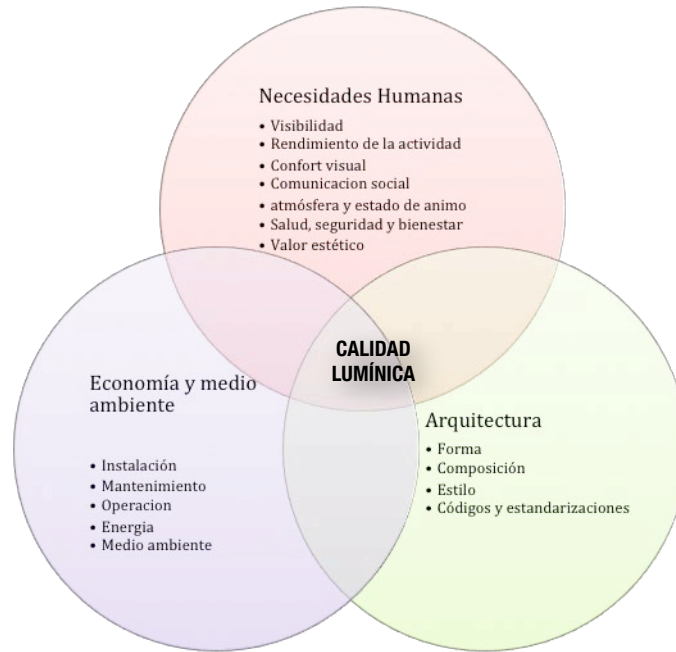 Necesidades Humanas
• Visibilidad
• Rendimiento de la actividad
• Confort visual
• Comunicacion social
• atmósfera y estado de animo
• Salud, seguridad y bienestar
• Valor estético
CALIDAD
LUMÍNICA
Economía y medio
ambiente
• Instalación
• Mantenimiento
• Operacion
• Energia
• Medio ambiente
Arquitectura
• Forma
• Composición
• Estilo
• Códigos y estandarizaciones